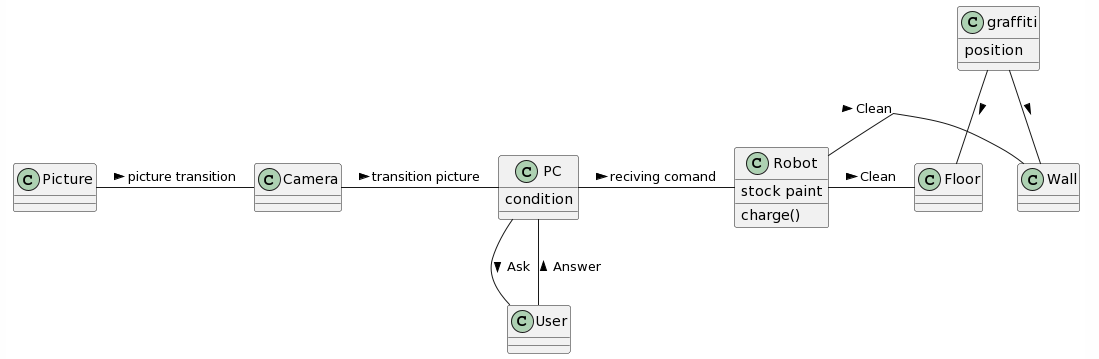 C graffiti
position
Clean
C Picture
picture transition
C Camera
transition picture
C PC
condition
reciving comand
C Robot
stock paint
charge()
Clean
C Floor
C Wall
Ask
Answer
C User